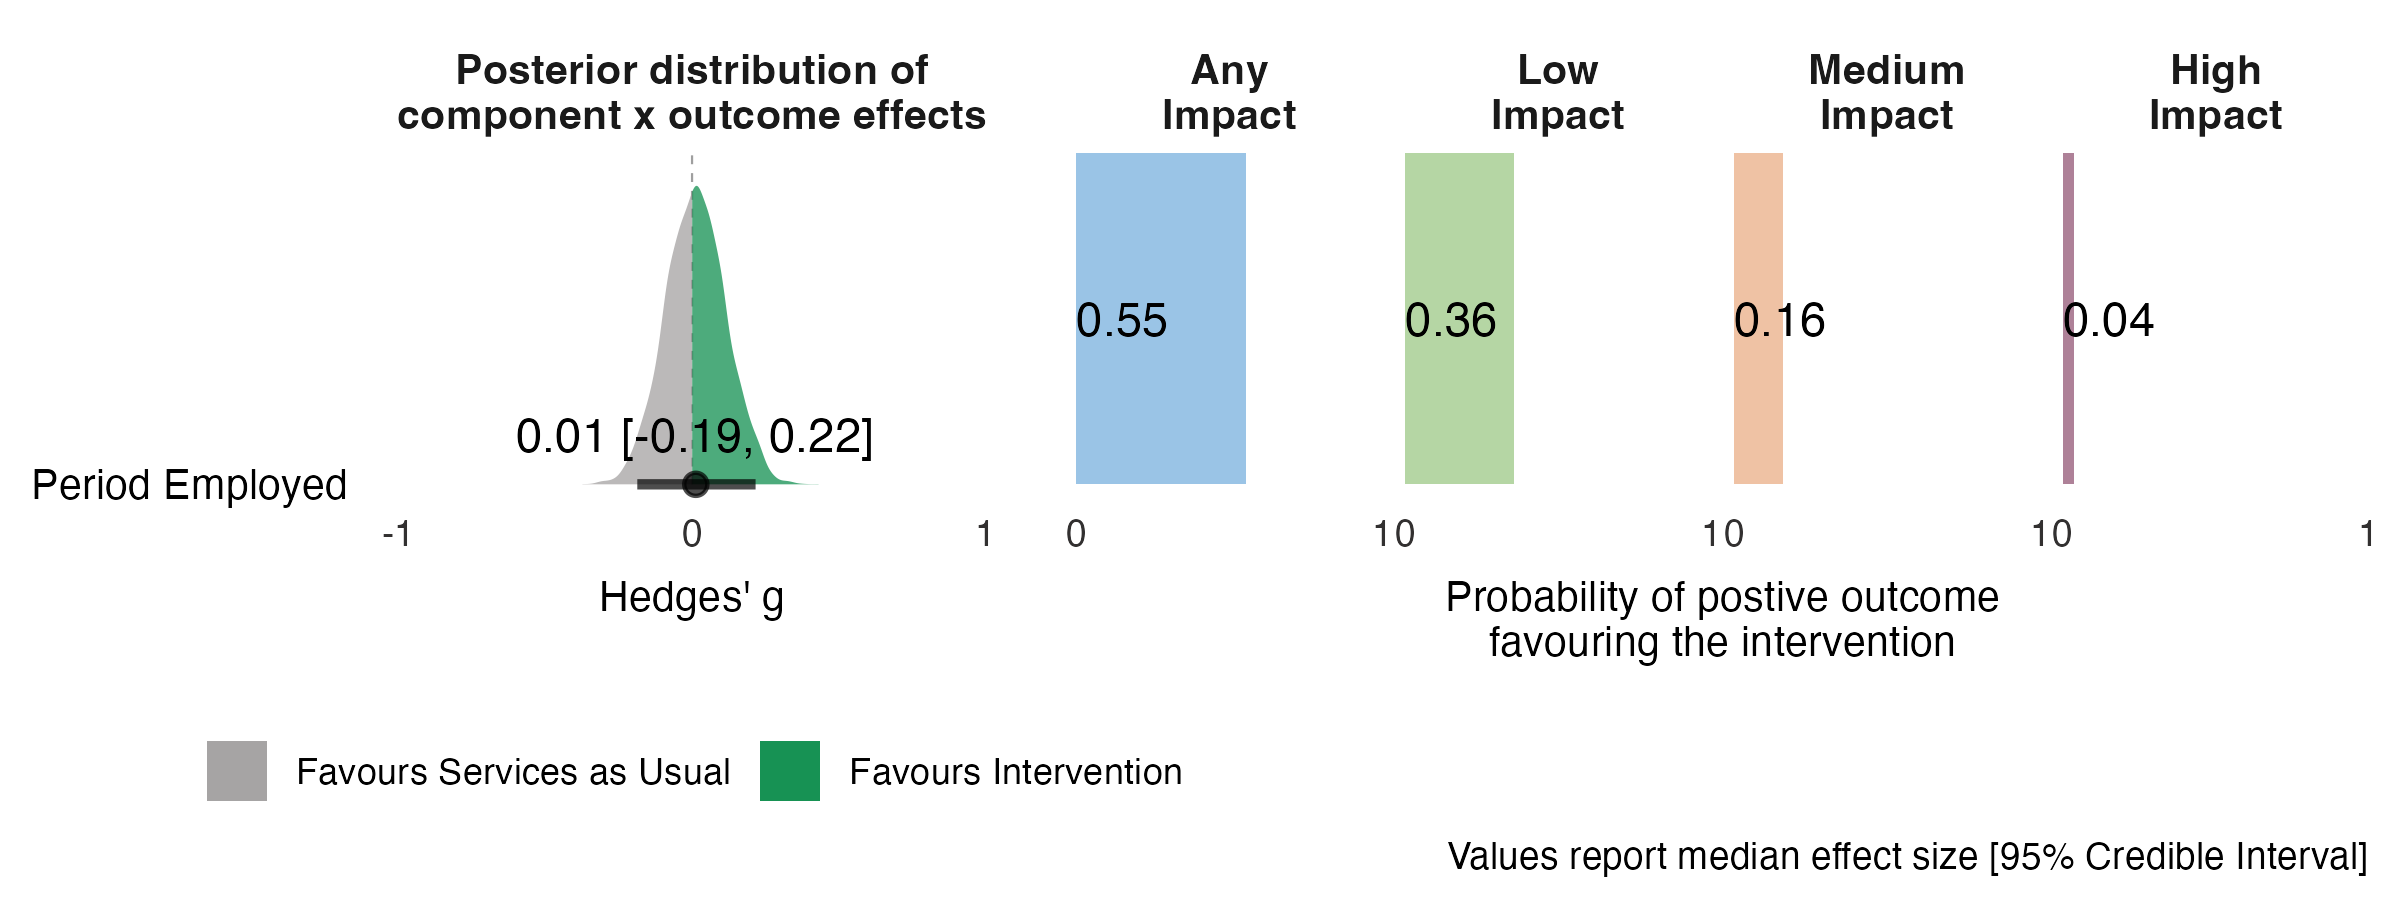 Posterior distribution of
component x outcome effects
Any
Impact
Low
Impact
Medium
Impact
High
Impact
0.55
0.36
0.16
0.04
0.01 [-0.19, 0.22]
Period Employed
-1 0 1 0 10 10 10 1
Hedges' g
Probability of postive outcome
favouring the intervention
Favours Services as Usual
Favours Intervention
Values report median effect size [95% Credible Interval]